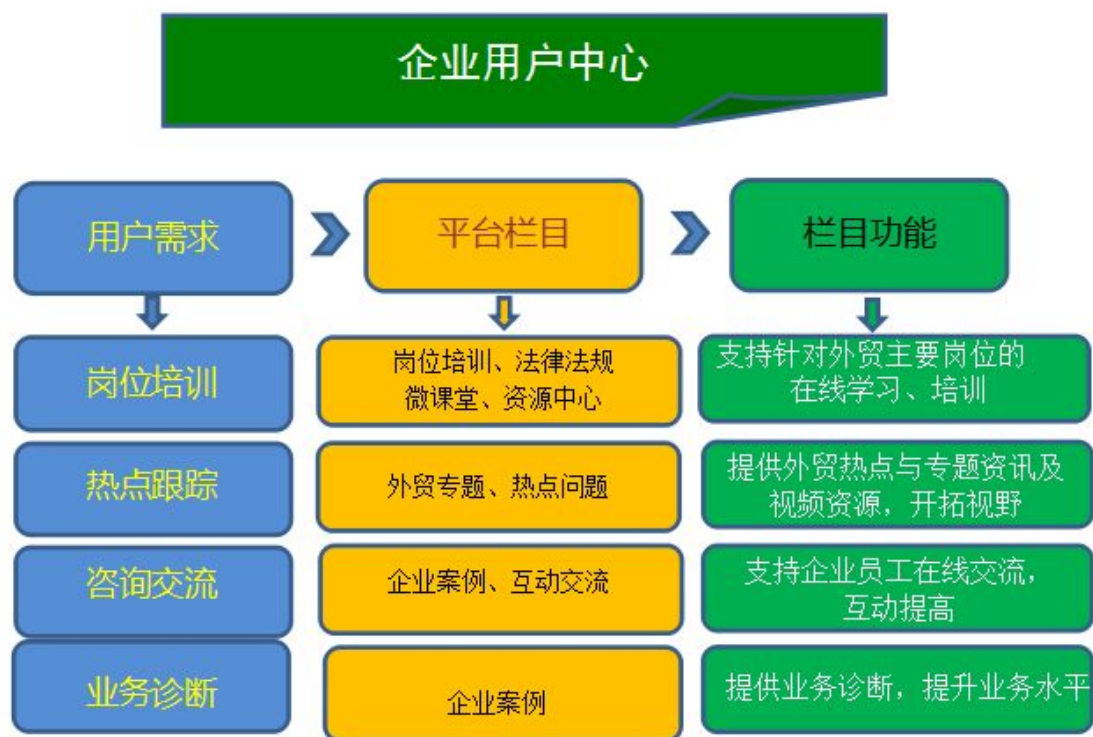 企业用户中心
用户需求
平台栏目
栏目功能
岗位培训
岗位培训、法律法规
微课堂、资源中心
支持针对外贸主要岗位的
在线学习、培训
热点跟踪
外贸专题、热点问题
提供外贸热点与专题资讯及
视频资源，开拓视野
咨询交流
企业案例、互动交流
支持企业员工在线交流，
互动提高
业务诊断
企业案例
提供业务诊断，提升业务水平